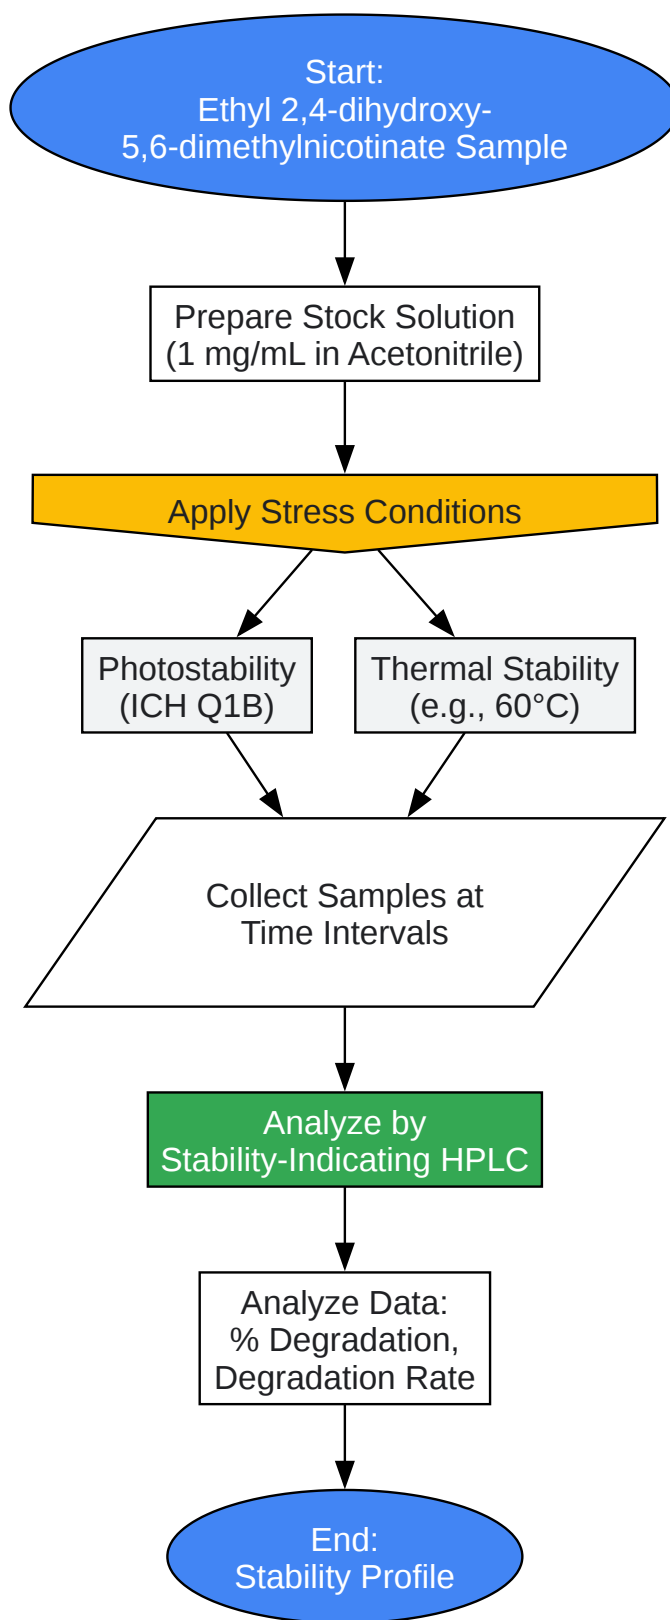 Start:
Ethyl 2,4-dihydroxy-
5,6-dimethylnicotinate Sample
Prepare Stock Solution
(1 mg/mL in Acetonitrile)
Apply Stress Conditions
Photostability
(ICH Q1B)
Thermal Stability
(e.g., 60°C)
Collect Samples at
Time Intervals
Analyze by
Stability-Indicating HPLC
Analyze Data:
% Degradation,
Degradation Rate
End:
Stability Profile